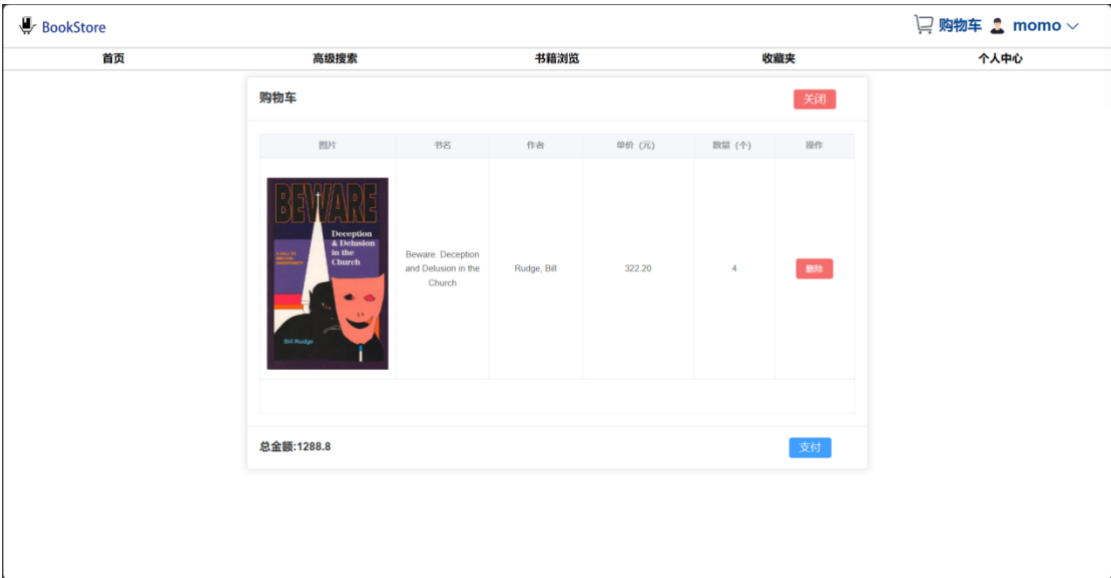 BookStore
购物车 momo
首页 高级搜索 书籍浏览 收藏夹 个人中心
购物车 关闭
图片 书名 作者 单价 (元) 数量 (个) 操作
BEWARE
Deception
& Delusion
in the
Church
Bill Rudge
Beware. Deception
and Delusion in the
Church
Rudge, Bill
322.20
4
删除
总金额:1288.8 支付